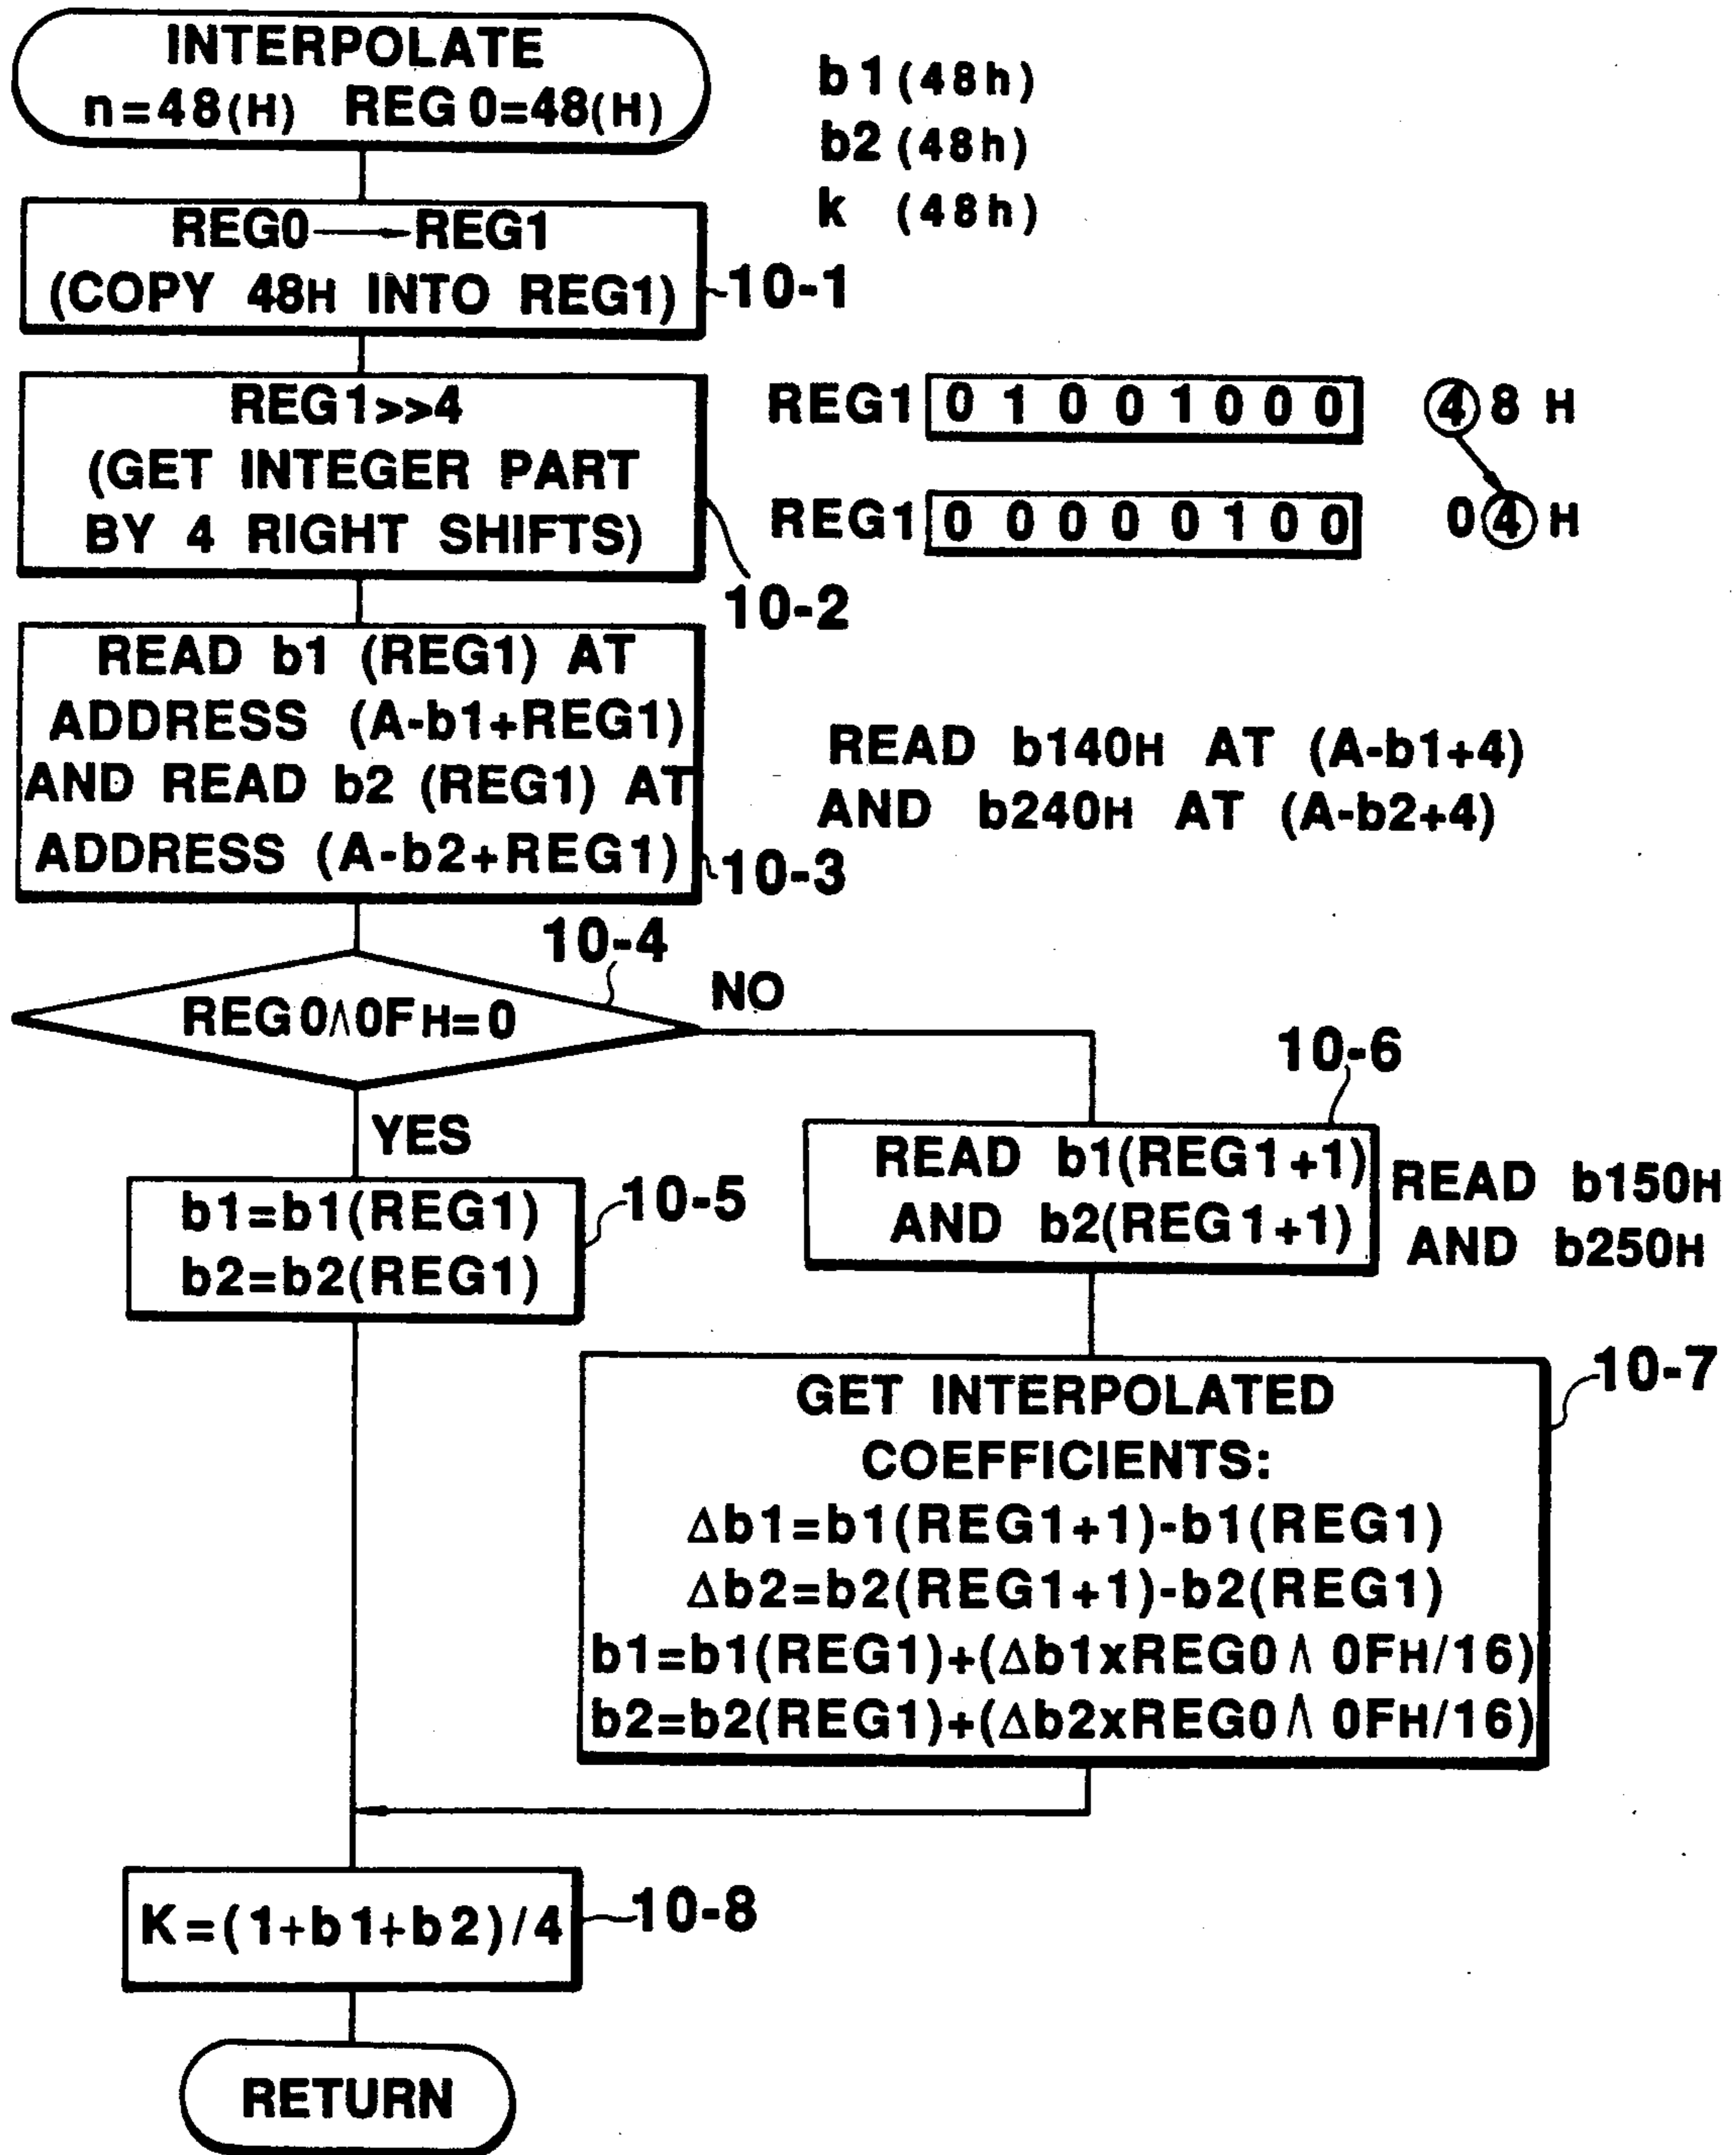 INTERPOLATE
n=48(H) REG0=48(H)
b1(48h)
b2(48h)
k (48h)
REG0→REG1
(COPY 48H INTO REG1)
10-1
REG1>>4
(GET INTEGER PART
BY 4 RIGHT SHIFTS)
10-2
REG1 0 1 0 0 1 0 0 0 48 H
REG1 0 0 0 0 0 1 0 0 04 H
READ b1 (REG1) AT
ADDRESS (A-b1+REG1)
AND READ b2 (REG1) AT
ADDRESS (A-b2+REG1)
10-3
READ b140H AT (A-b1+4)
AND b240H AT (A-b2+4)
10-4
REG0∧0FH=0
NO
YES
10-5
b1=b1(REG1)
b2=b2(REG1)
10-6
READ b1(REG1+1)
AND b2(REG1+1)
READ b150H
AND b250H
10-7
GET INTERPOLATED
COEFFICIENTS:
Δb1=b1(REG1+1)-b1(REG1)
Δb2=b2(REG1+1)-b2(REG1)
b1=b1(REG1)+(Δb1xREG0∧0FH/16)
b2=b2(REG1)+(Δb2xREG0∧0FH/16)
K=(1+b1+b2)/4
10-8
RETURN